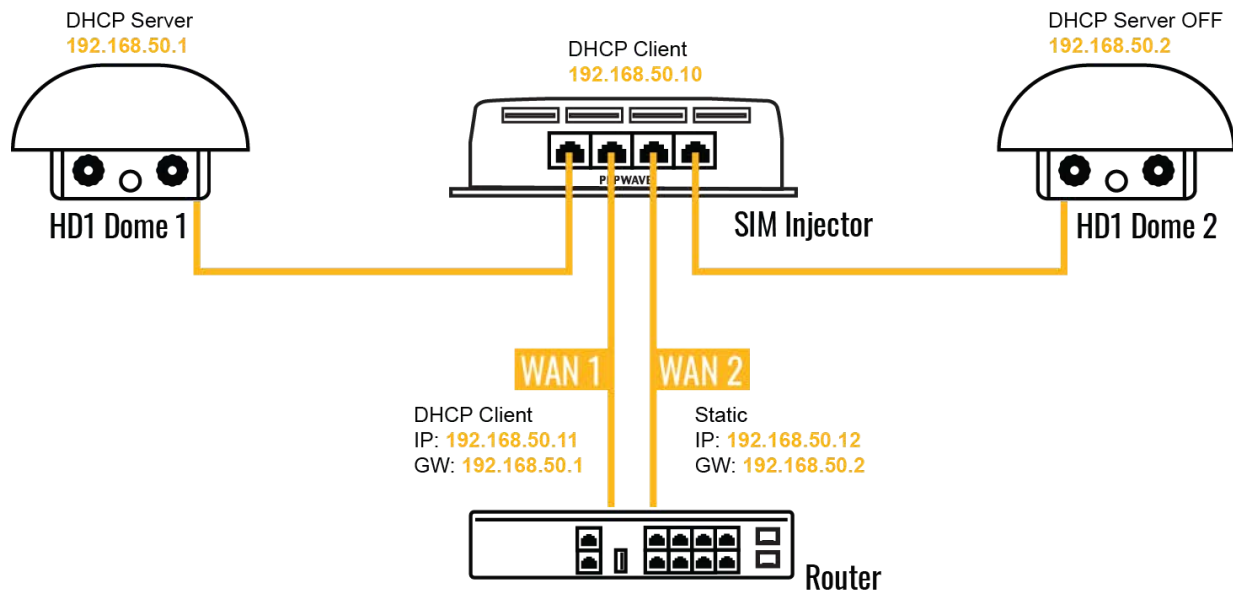 DHCP Server
192.168.50.1
DHCP Client
192.168.50.10
DHCP Server OFF
192.168.50.2
PEPWAVE
HD1 Dome 1
SIM Injector
HD1 Dome 2
WAN 1
WAN 2
DHCP Client
IP: 192.168.50.11
GW: 192.168.50.1
Static
IP: 192.168.50.12
GW: 192.168.50.2
Router